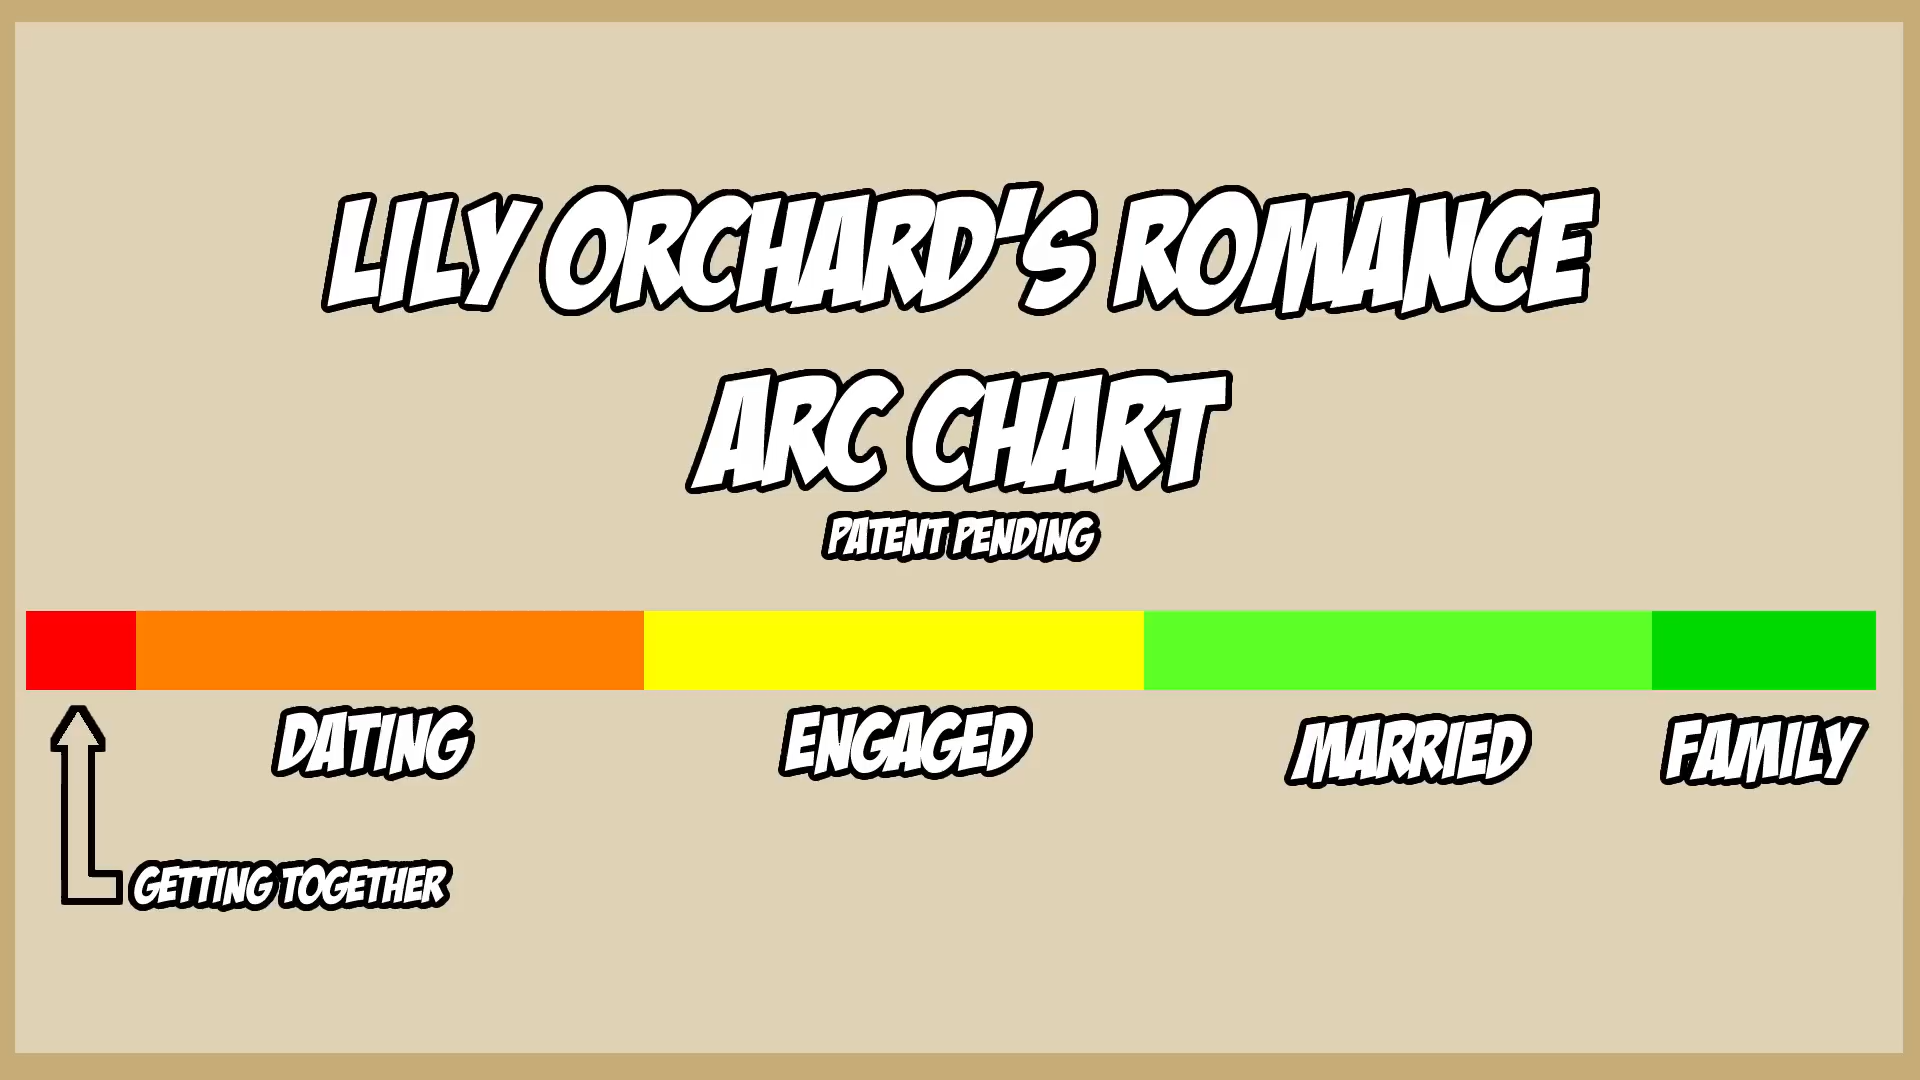 LILY ORCHARD'S ROMANCE
ARC CHART
PATENT PENDING
DATING
ENGAGED
MARRIED
FAMILY
GETTING TOGETHER